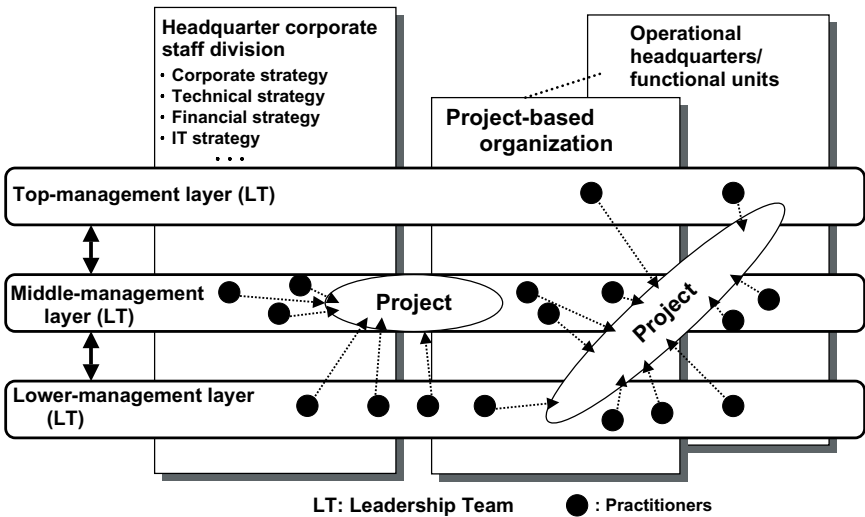 Headquarter corporate
staff division
· Corporate strategy
· Technical strategy
· Financial strategy
· IT strategy
· · ·
Operational
headquarters/
functional units
Project-based
organization
Top-management layer (LT)
Middle-management
layer (LT)
Project
Project
Lower-management layer
(LT)
LT: Leadership Team
: Practitioners